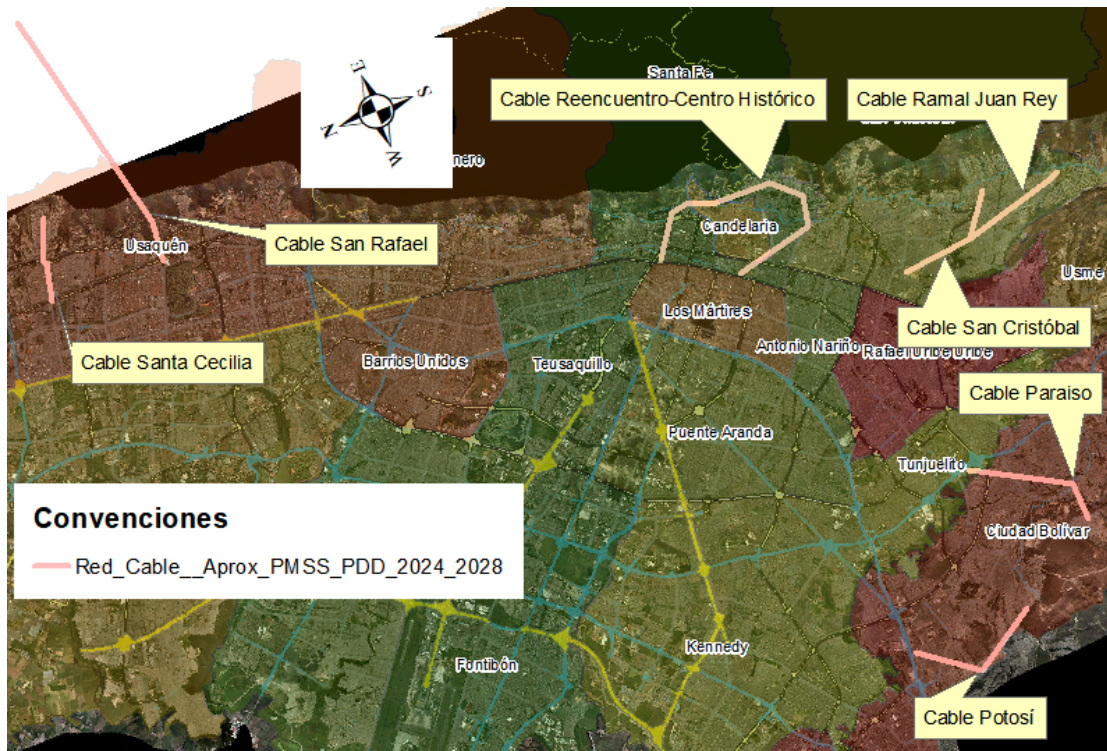 Santa Fe
Cable Reencuentro-Centro Histórico
Cable Ramal Juan Rey
E
S
N
W
nero
Candelaria
Usaquén
Cable San Rafael
Usme
Los Mártires
Cable San Cristóbal
Cable Santa Cecilia
Barrios Unidos
Teusaquillo
Antonio Nariño
Rafael Uribe Uribe
Cable Paraiso
Puente Aranda
Tunjuelito
Convenciones
Ciudad Bolívar
Red_Cable__Aprox_PMSS_PDD_2024_2028
Kennedy
Fontibón
Cable Potosí